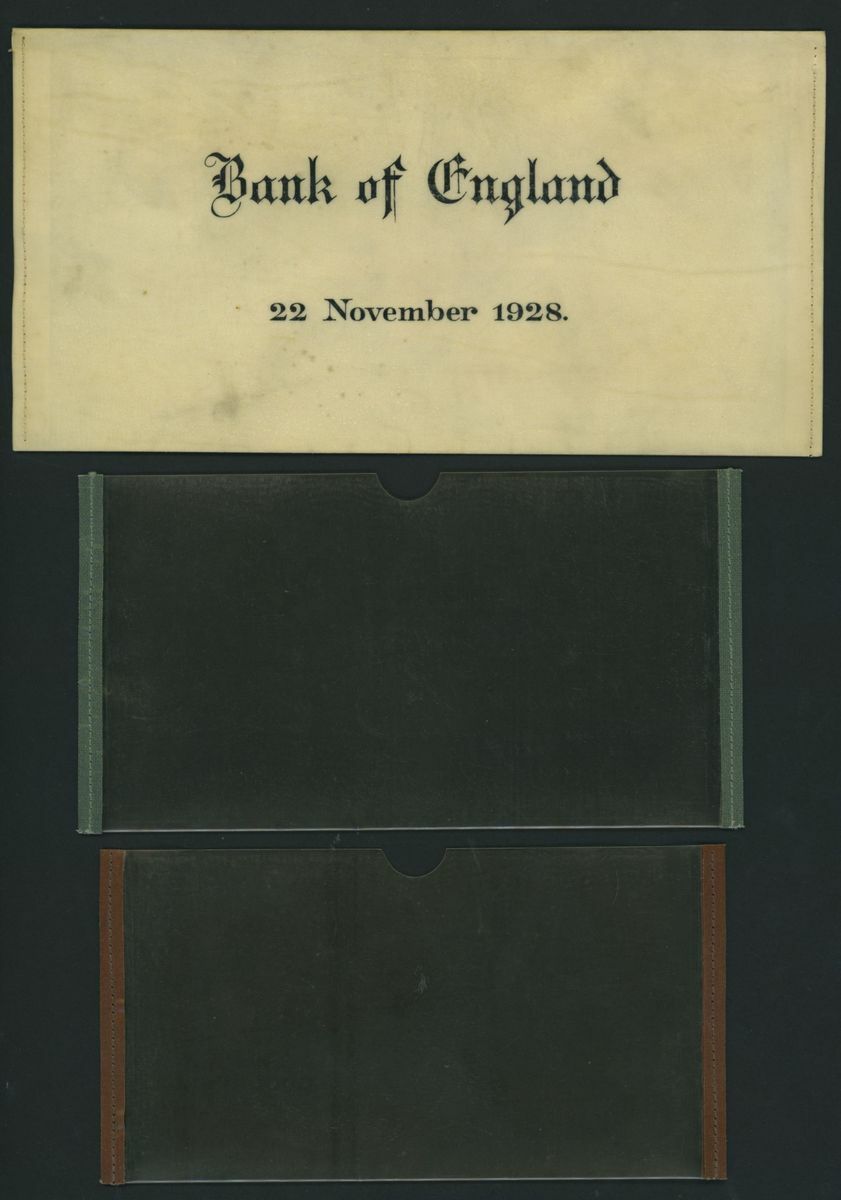 Bank of England
22 November 1928.